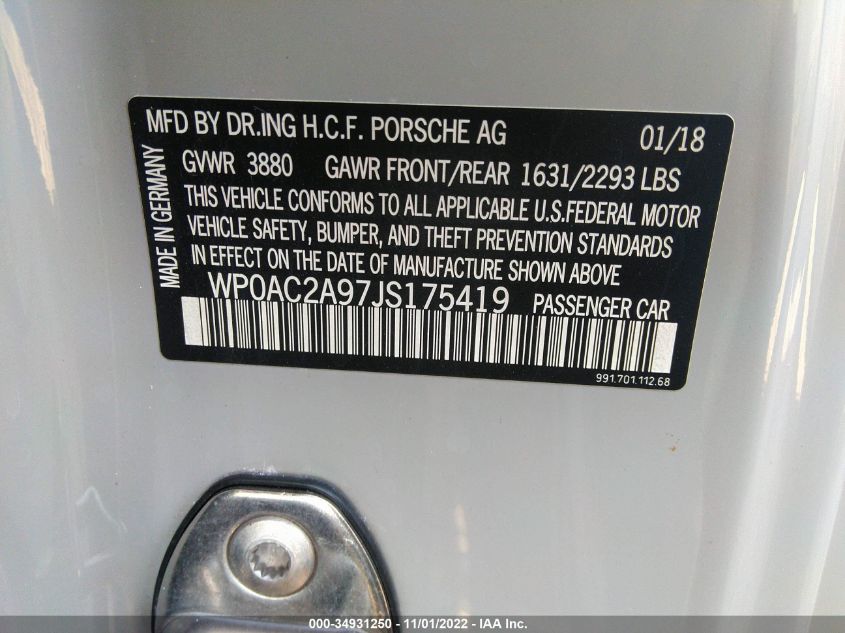 MFD BY DR.ING H.C.F. PORSCHE AG 01/18
GVWR 3880 GAWR FRONT/REAR 1631/2293 LBS
THIS VEHICLE CONFORMS TO ALL APPLICABLE U.S.FEDERAL MOTOR
VEHICLE SAFETY, BUMPER, AND THEFT PREVENTION STANDARDS
IN EFFECT ON THE DATE OF MANUFACTURE SHOWN ABOVE
WP0AC2A97JS175419 PASSENGER CAR
991.701.112.68
MADE IN GERMANY
000-34931250 - 11/01/2022 - IAA Inc.